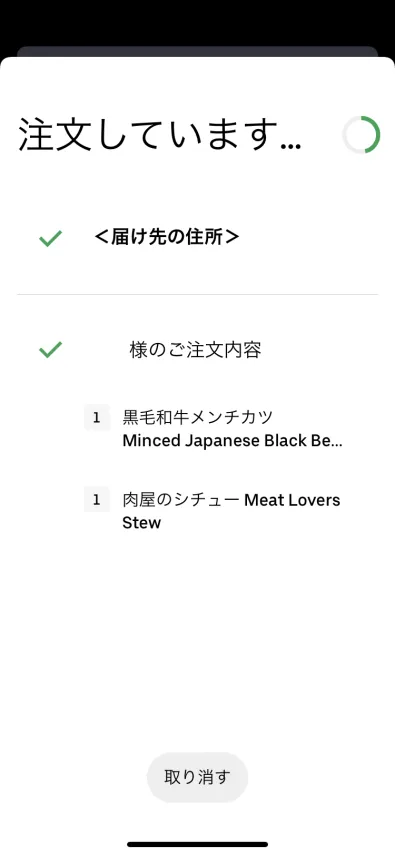 注文しています...
＜届け先の住所＞
様のご注文内容
1 黒毛和牛メンチカツ
Minced Japanese Black Be...
1 肉屋のシチュー Meat Lovers
Stew
取り消す